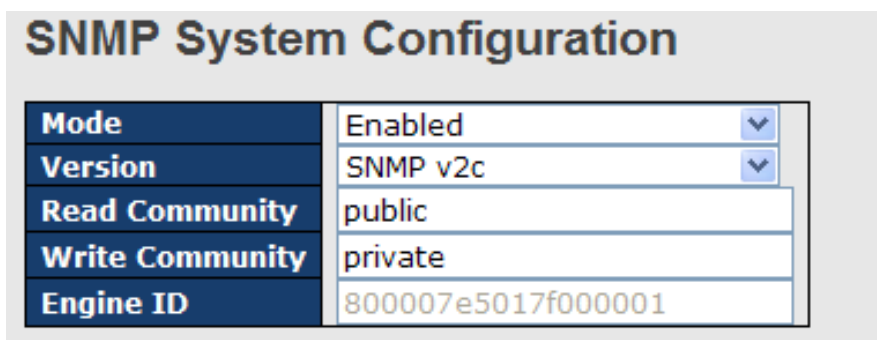 SNMP System Configuration
Mode Enabled
Version SNMP v2c
Read Community public
Write Community private
Engine ID 800007e5017f000001